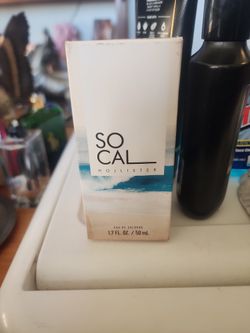 SO
CAL
HOLLISTER
EAU DE COLOGNE
1.7 FL. OZ. / 50 mL